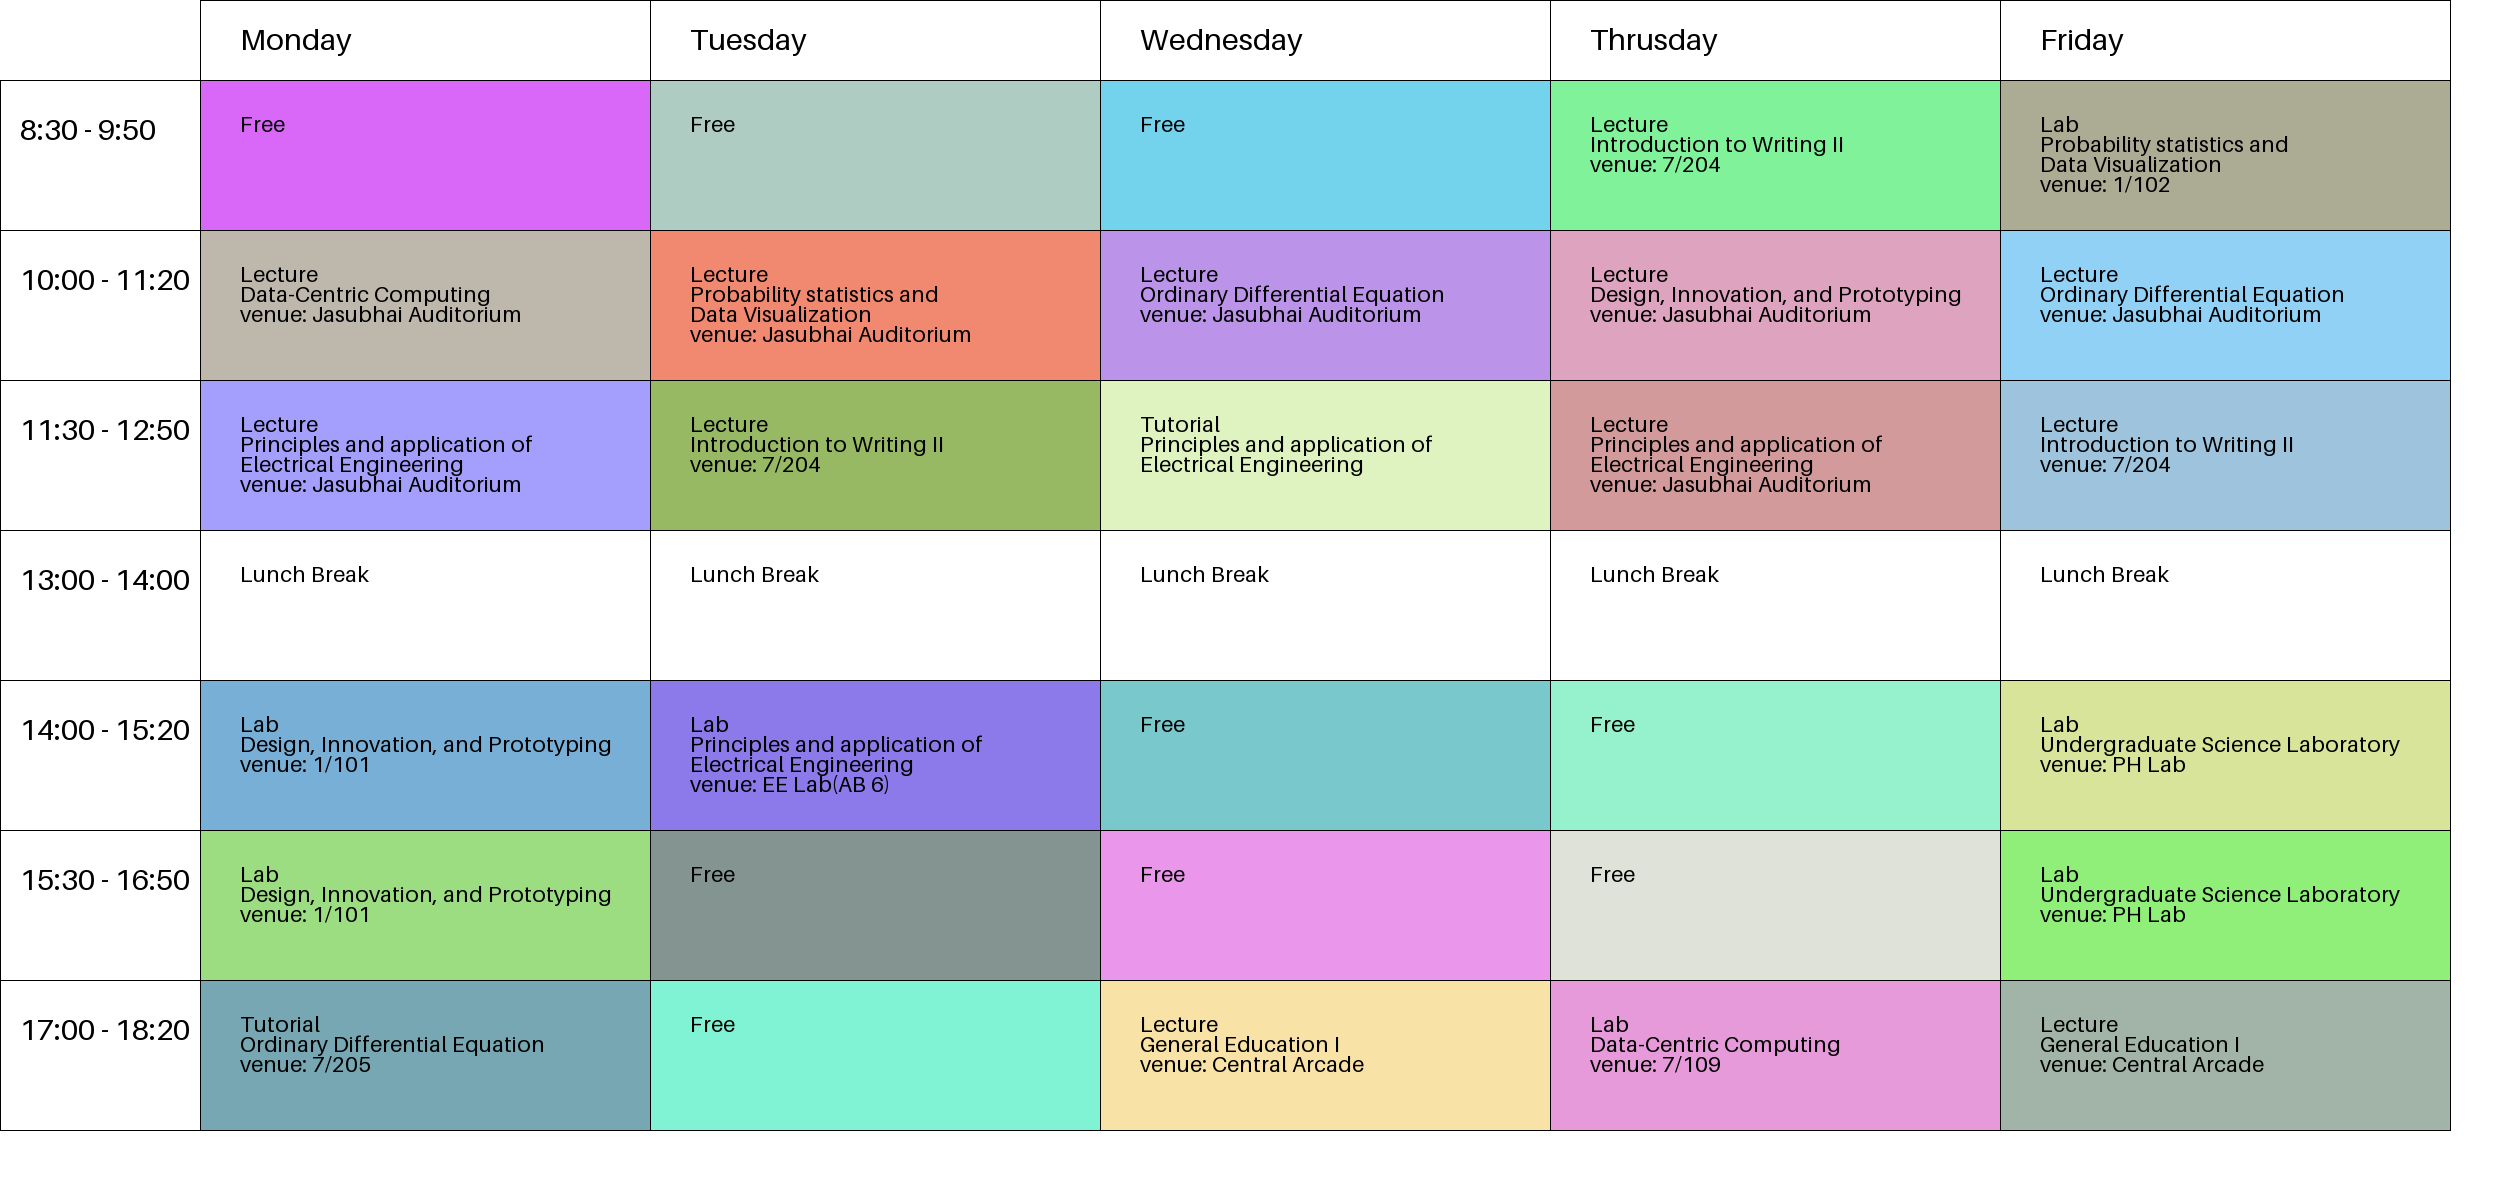 Monday
Tuesday
Wednesday
Thrusday
Friday
8:30 - 9:50
Free
Free
Free
Lecture
Introduction to Writing II
venue: 7/204
Lab
Probability statistics and
Data Visualization
venue: 1/102
10:00 - 11:20
Lecture
Data-Centric Computing
venue: Jasubhai Auditorium
Lecture
Probability statistics and
Data Visualization
venue: Jasubhai Auditorium
Lecture
Ordinary Differential Equation
venue: Jasubhai Auditorium
Lecture
Design, Innovation, and Prototyping
venue: Jasubhai Auditorium
Lecture
Ordinary Differential Equation
venue: Jasubhai Auditorium
11:30 - 12:50
Lecture
Principles and application of
Electrical Engineering
venue: Jasubhai Auditorium
Lecture
Introduction to Writing II
venue: 7/204
Tutorial
Principles and application of
Electrical Engineering
Lecture
Principles and application of
Electrical Engineering
venue: Jasubhai Auditorium
Lecture
Introduction to Writing II
venue: 7/204
13:00 - 14:00
Lunch Break
Lunch Break
Lunch Break
Lunch Break
Lunch Break
14:00 - 15:20
Lab
Design, Innovation, and Prototyping
venue: 1/101
Lab
Principles and application of
Electrical Engineering
venue: EE Lab(AB 6)
Free
Free
Lab
Undergraduate Science Laboratory
venue: PH Lab
15:30 - 16:50
Lab
Design, Innovation, and Prototyping
venue: 1/101
Free
Free
Free
Lab
Undergraduate Science Laboratory
venue: PH Lab
17:00 - 18:20
Tutorial
Ordinary Differential Equation
venue: 7/205
Free
Lecture
General Education I
venue: Central Arcade
Lab
Data-Centric Computing
venue: 7/109
Lecture
General Education I
venue: Central Arcade